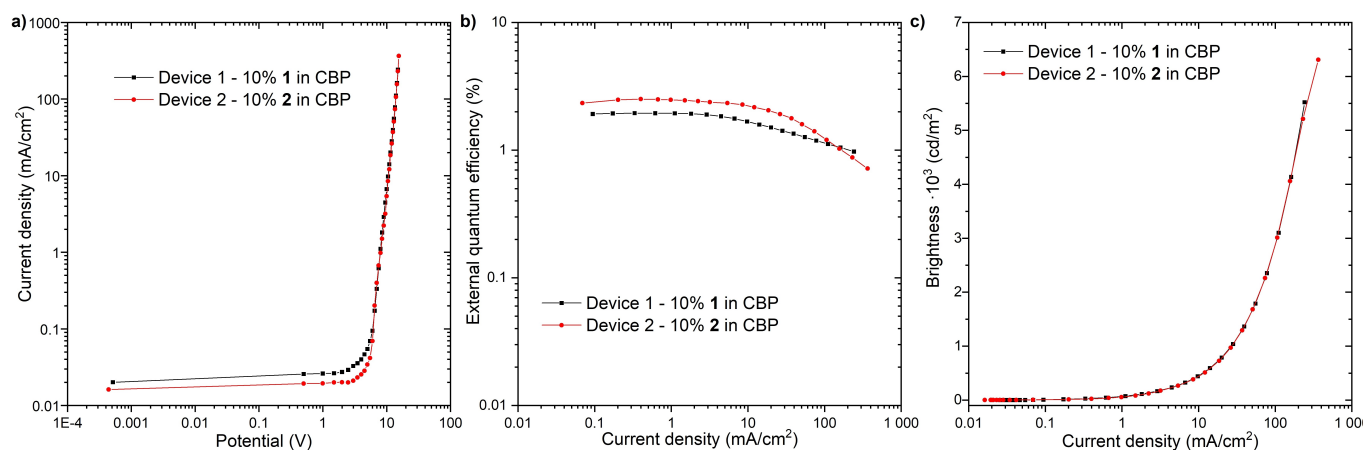 a)
1000
100
10
1
0.1
0.01
1E-4
0.001
0.01
0.1
1
10
100
Current density (mA/cm²)
Potential (V)
Device 1 - 10% 1 in CBP
Device 2 - 10% 2 in CBP
b)
10
1
0.1
0.01
0.01
0.1
1
10
100
1 000
External quantum efficiency (%)
Current density (mA/cm²)
Device 1 - 10% 1 in CBP
Device 2 - 10% 2 in CBP
c)
7
6
5
4
3
2
1
0
0.01
0.1
1
10
100
1 000
Brightness ·10³ (cd/m²)
Current density (mA/cm²)
Device 1 - 10% 1 in CBP
Device 2 - 10% 2 in CBP